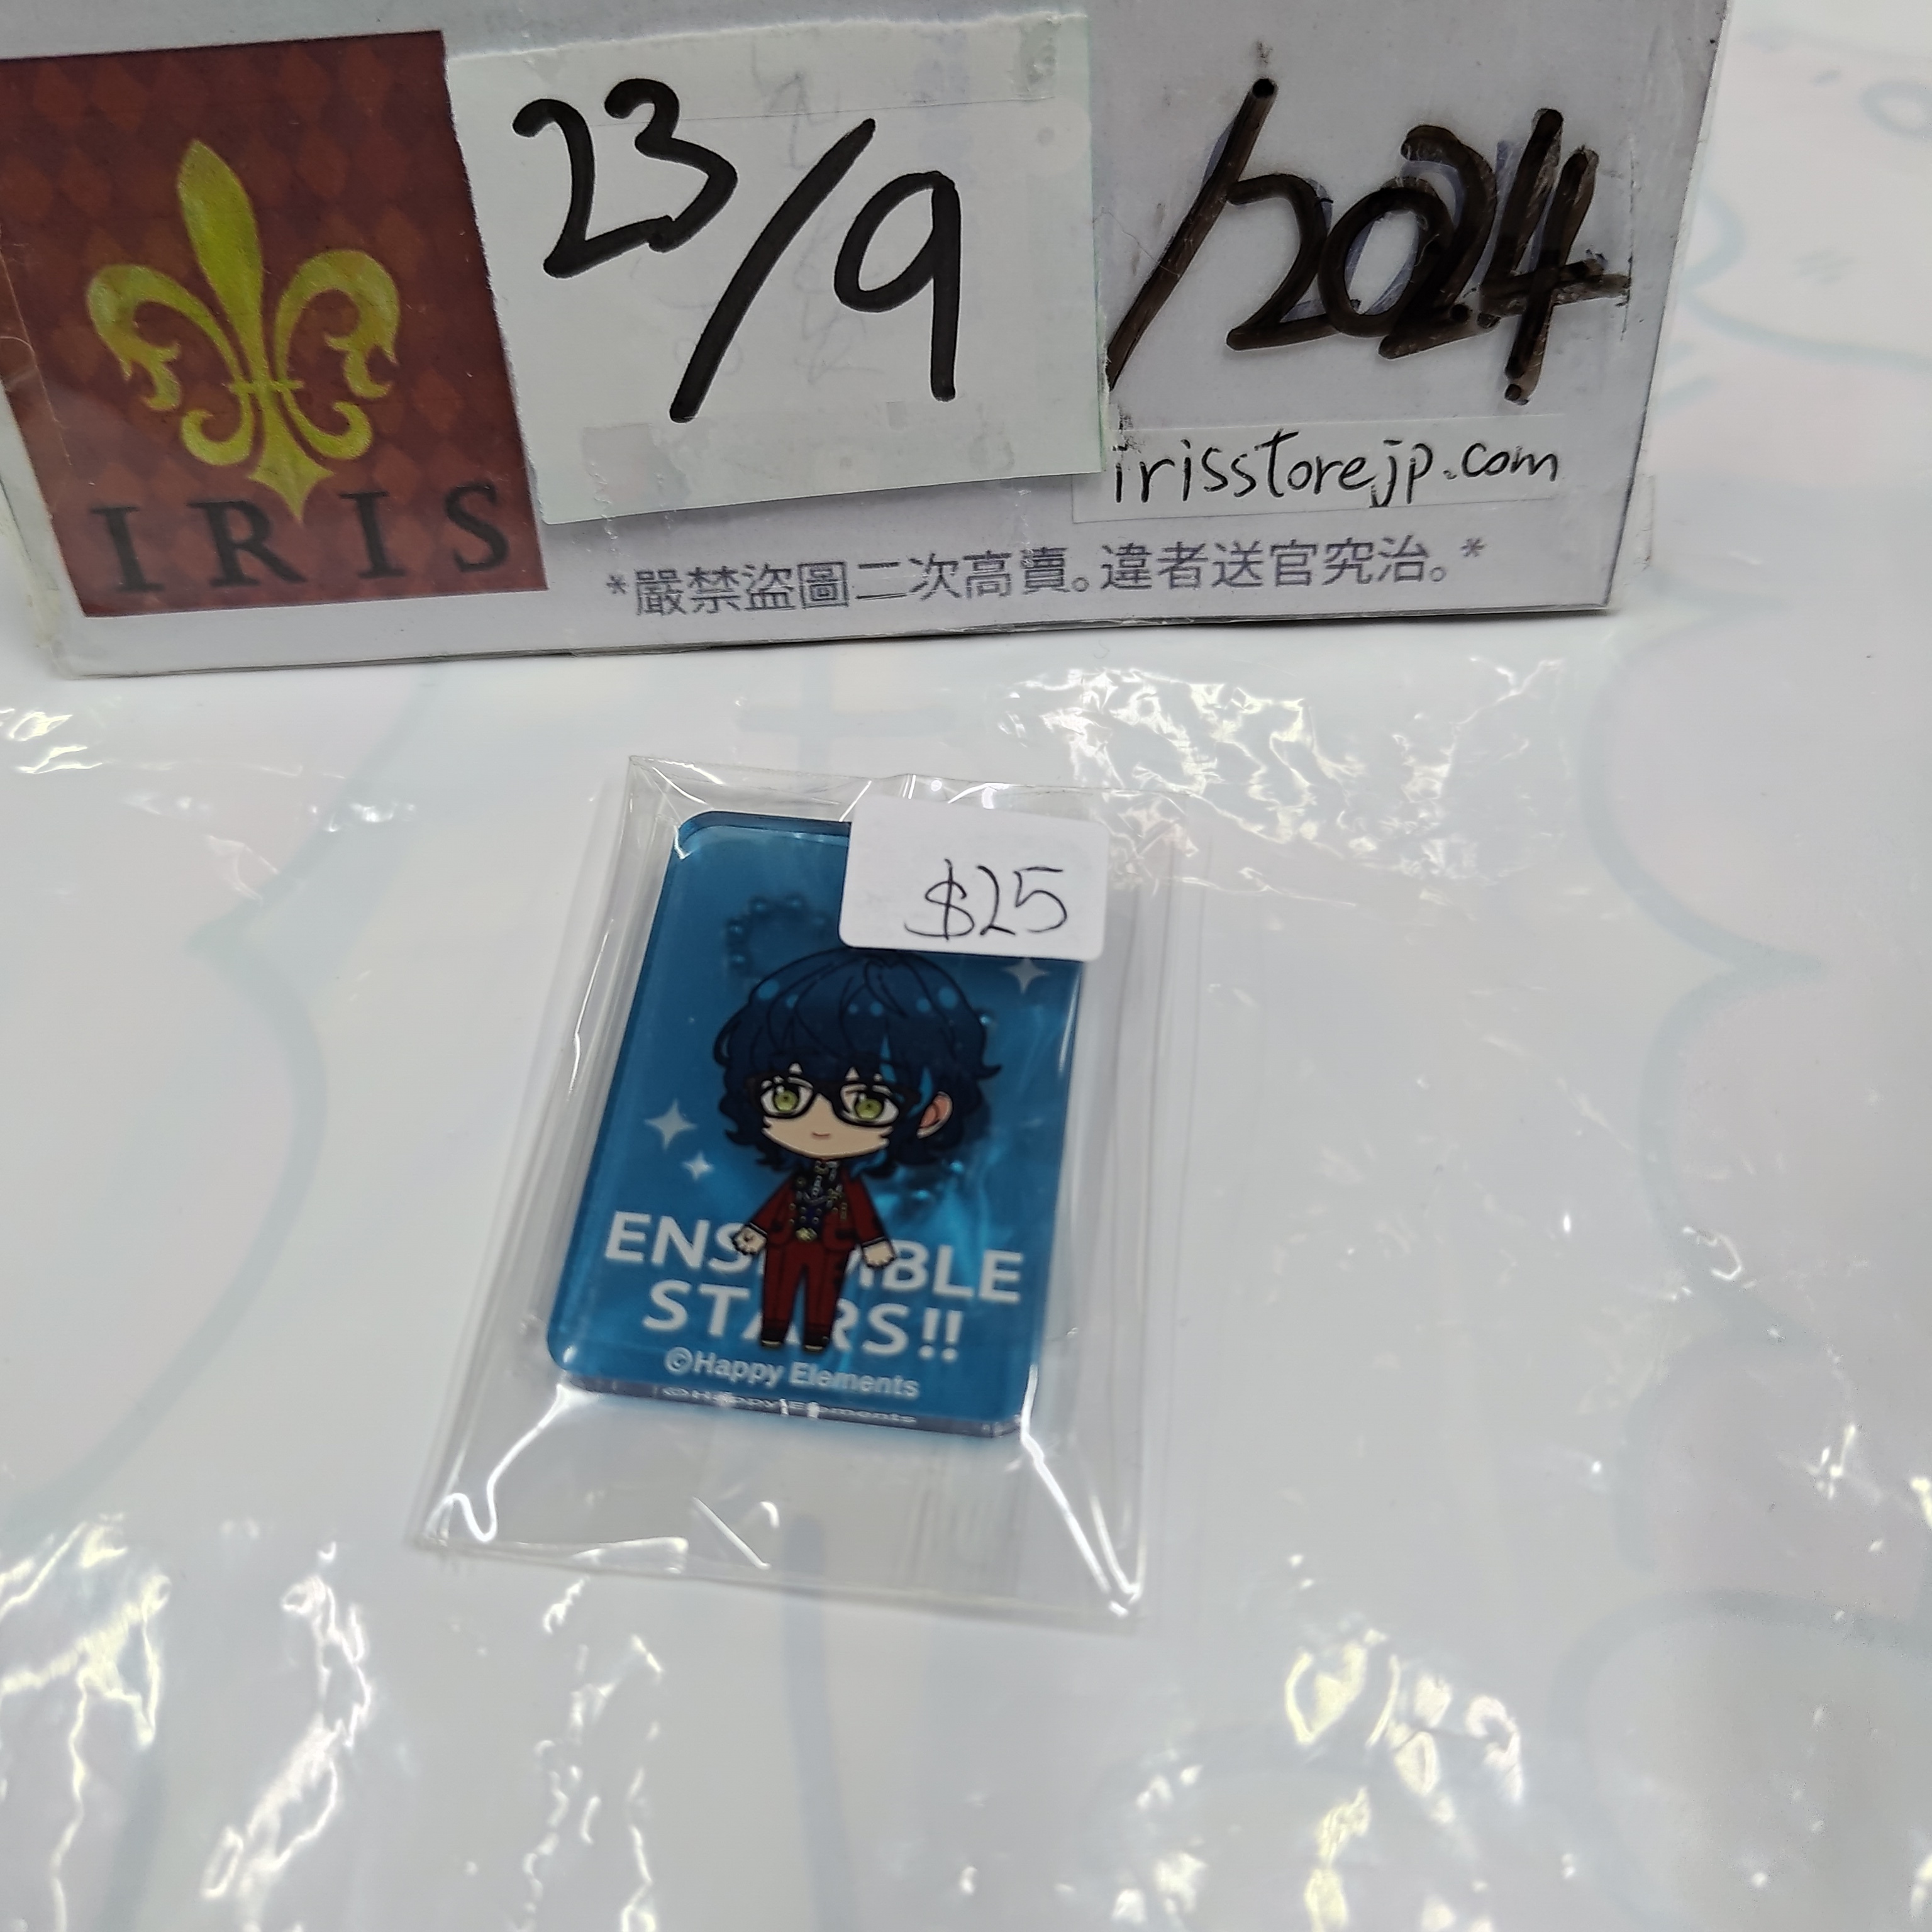 23/9/2024
IRIS
irisstorejp.com
*嚴禁盜圖二次高賣。違者送官究治。*
$25
ENSEMBLE
STARS!!
©Happy Elements